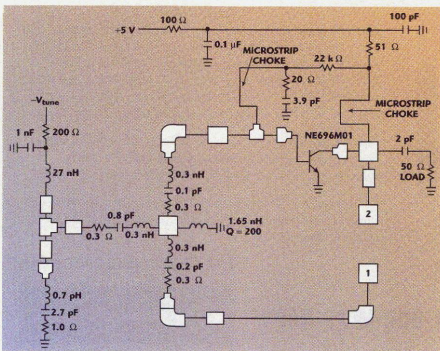 100 Ω
+5 V
0.1 µF
100 pF
51 Ω
MICROSTRIP
CHOKE
22 kΩ
20 Ω
3.9 pF
MICROSTRIP
CHOKE
–Vtune
1 nF
200 Ω
27 nH
NE696M01
2 pF
50 Ω
LOAD
0.3 nH
0.1 pF
0.3 Ω
0.8 pF
0.3 Ω
0.3 nH
1.65 nH
Q = 200
0.3 nH
0.2 pF
0.3 Ω
2
1
0.7 pH
2.7 pF
1.0 Ω